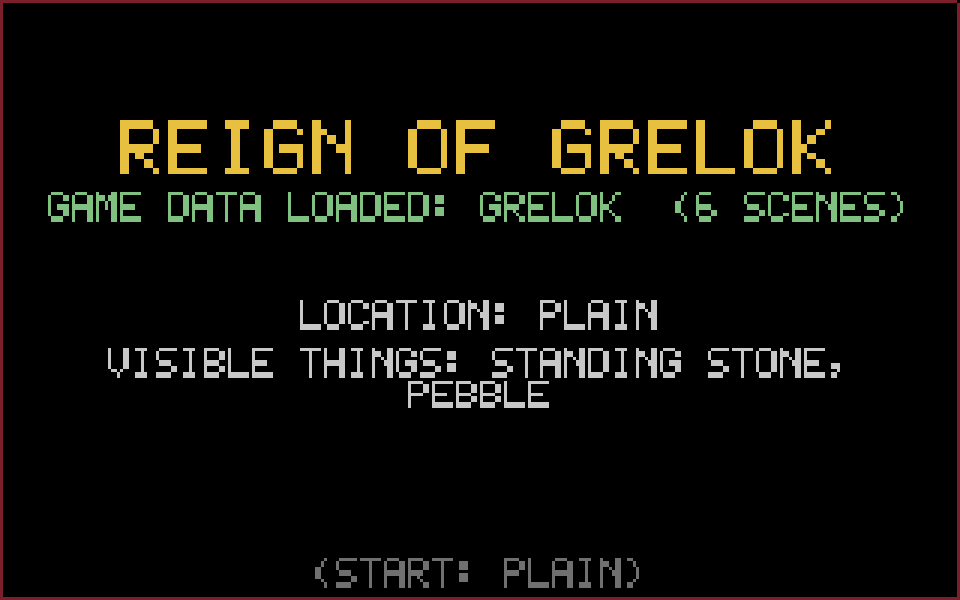 REIGN OF GRELOK
GAME DATA LOADED: GRELOK (6 SCENES)
LOCATION: PLAIN
VISIBLE THINGS: STANDING STONE,
PEBBLE
(START: PLAIN)